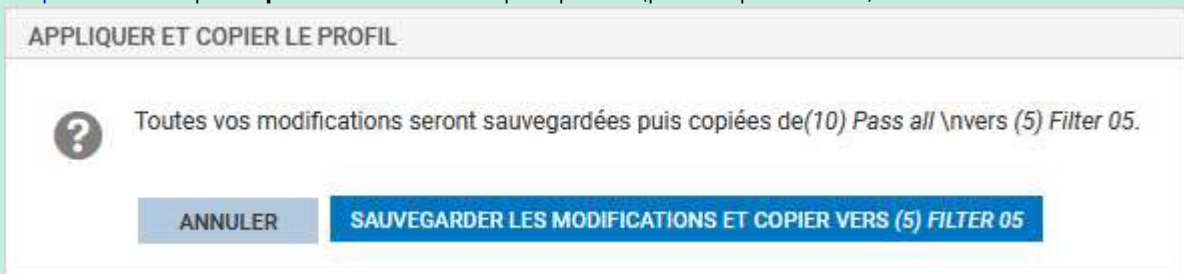 APPLIQUER ET COPIER LE PROFIL
Toutes vos modifications seront sauvegardées puis copiées de(10) Pass all \nvers (5) Filter 05.
ANNULER
SAUVEGARDER LES MODIFICATIONS ET COPIER VERS (5) FILTER 05